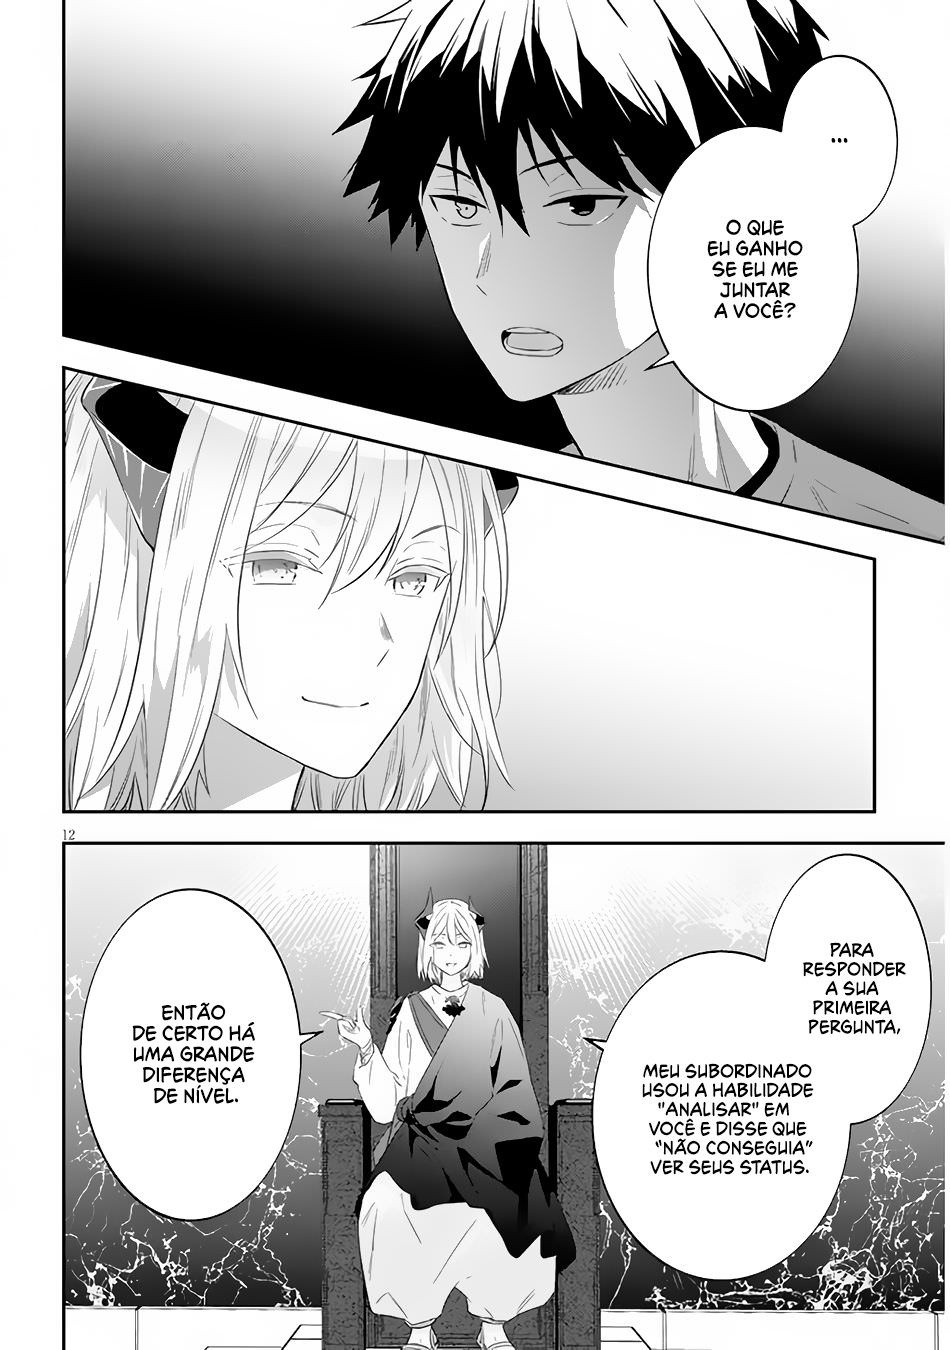 ...
O QUE
EU GANHO
SE EU ME
JUNTAR
A VOCÊ?
12
PARA
RESPONDER
A SUA
PRIMEIRA
PERGUNTA,
MEU SUBORDINADO
USOU A HABILIDADE
"ANALISAR" EM
VOCÊ E DISSE QUE
“NÃO CONSEGUIA”
VER SEUS STATUS.
ENTÃO
DE CERTO HÁ
UMA GRANDE
DIFERENÇA
DE NÍVEL.